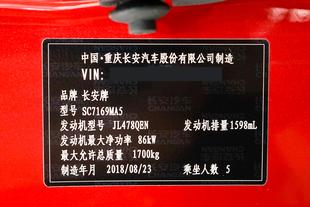 中国·重庆长安汽车股份有限公司制造
VIN:
品牌 长安牌
型号 SC7169MA5
发动机型号 JL478QEN 发动机排量 1598mL
发动机最大净功率 86kW
最大允许总质量 1700kg
制造年月 2018/08/23 乘坐人数 5